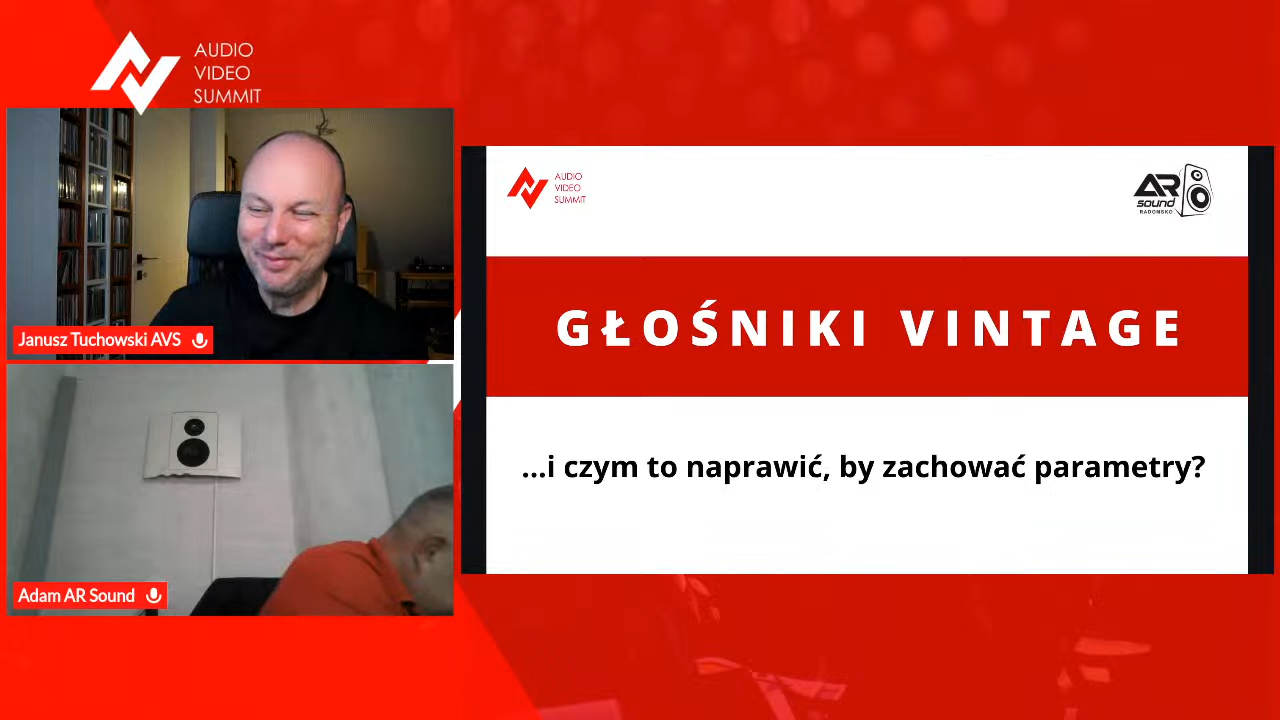 AUDIO
VIDEO
SUMMIT
Janusz Tuchowski AVS
Adam AR Sound
AUDIO
VIDEO
SUMMIT
AR
sound
RADOMSKO
GŁOŚNIKI VINTAGE
...i czym to naprawić, by zachować parametry?